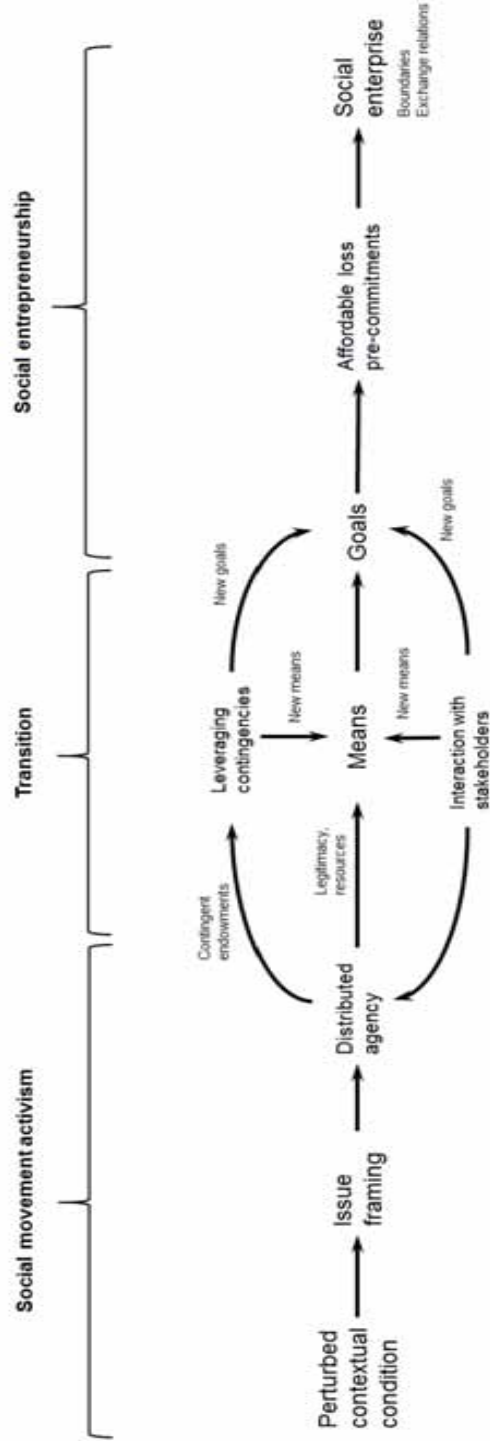 Social movement activism
Transition
Social entrepreneurship
Perturbed
contextual
condition
Issue
framing
Distributed
agency
Contingent
endowments
Legitimacy,
resources
Leveraging
contingencies
New means
Means
New means
Interaction with
stakeholders
New goals
Goals
New goals
Affordable loss
pre-commitments
Social
enterprise
Boundaries
Exchange relations